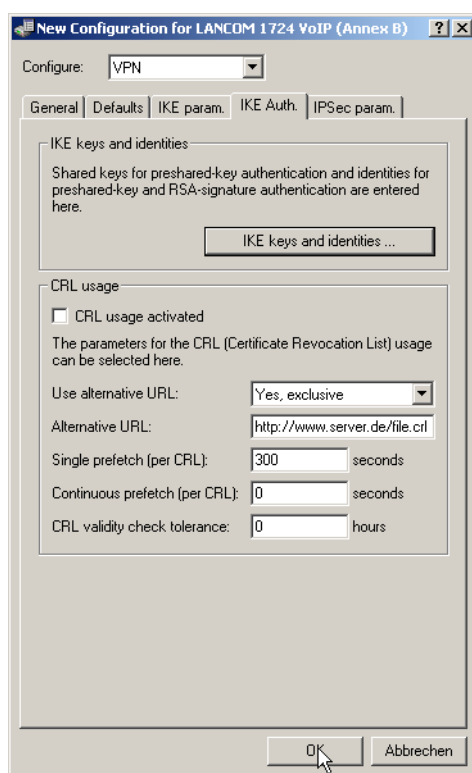 New Configuration for LANCOM 1724 VoIP (Annex B)
Configure: VPN
General Defaults IKE param. IKE Auth. IPSec param.
IKE keys and identities
Shared keys for preshared-key authentication and identities for
preshared-key and RSA-signature authentication are entered
here.
IKE keys and identities ...
CRL usage
CRL usage activated
The parameters for the CRL (Certificate Revocation List) usage
can be selected here.
Use alternative URL: Yes, exclusive
Alternative URL: http://www.server.de/file.crl
Single prefetch (per CRL): 300 seconds
Continuous prefetch (per CRL): 0 seconds
CRL validity check tolerance: 0 hours
OK Abbrechen